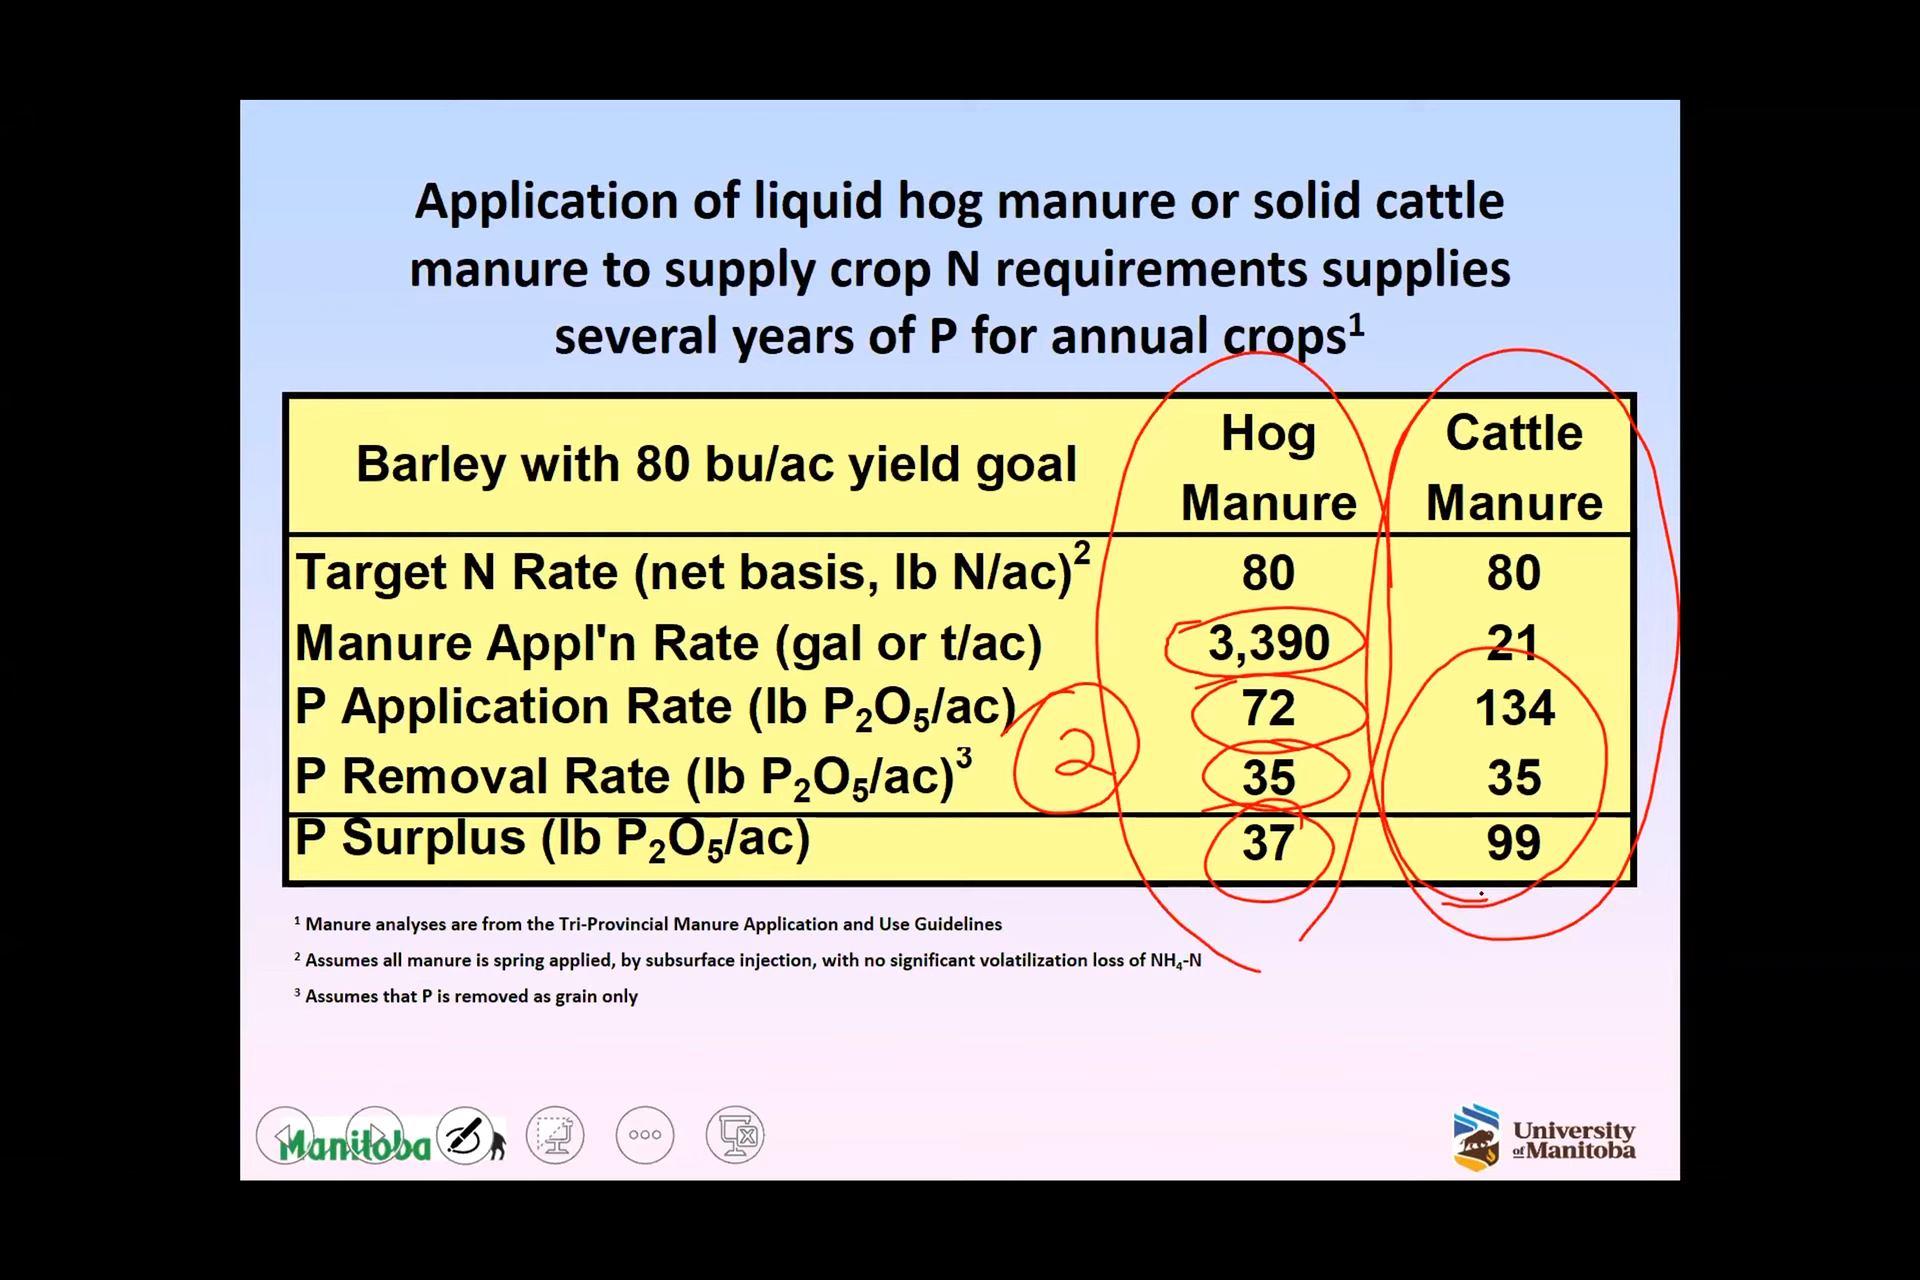 Application of liquid hog manure or solid cattle
manure to supply crop N requirements supplies
several years of P for annual crops¹
Barley with 80 bu/ac yield goal Hog Manure Cattle Manure
Target N Rate (net basis, lb N/ac)² 80 80
Manure Appl'n Rate (gal or t/ac) 3,390 21
P Application Rate (lb P₂O₅/ac) 72 134
2
P Removal Rate (lb P₂O₅/ac)³ 35 35
P Surplus (lb P₂O₅/ac) 37 99
¹ Manure analyses are from the Tri-Provincial Manure Application and Use Guidelines
² Assumes all manure is spring applied, by subsurface injection, with no significant volatilization loss of NH₄-N
³ Assumes that P is removed as grain only
Manitoba
University
of Manitoba